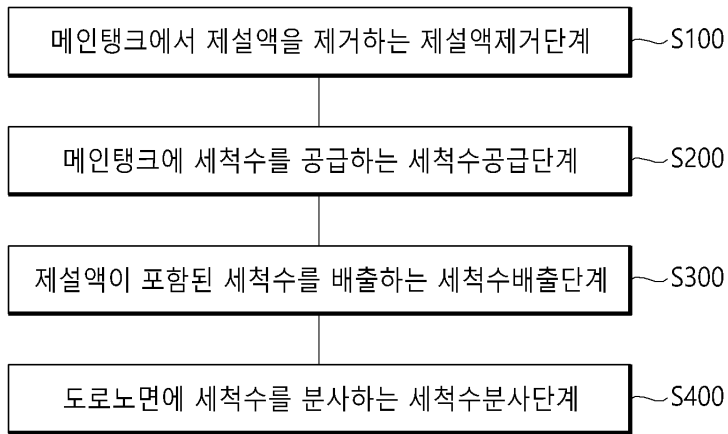 메인탱크에서 제설액을 제거하는 제설액제거단계 S100
메인탱크에 세척수를 공급하는 세척수공급단계 S200
제설액이 포함된 세척수를 배출하는 세척수배출단계 S300
도로노면에 세척수를 분사하는 세척수분사단계 S400